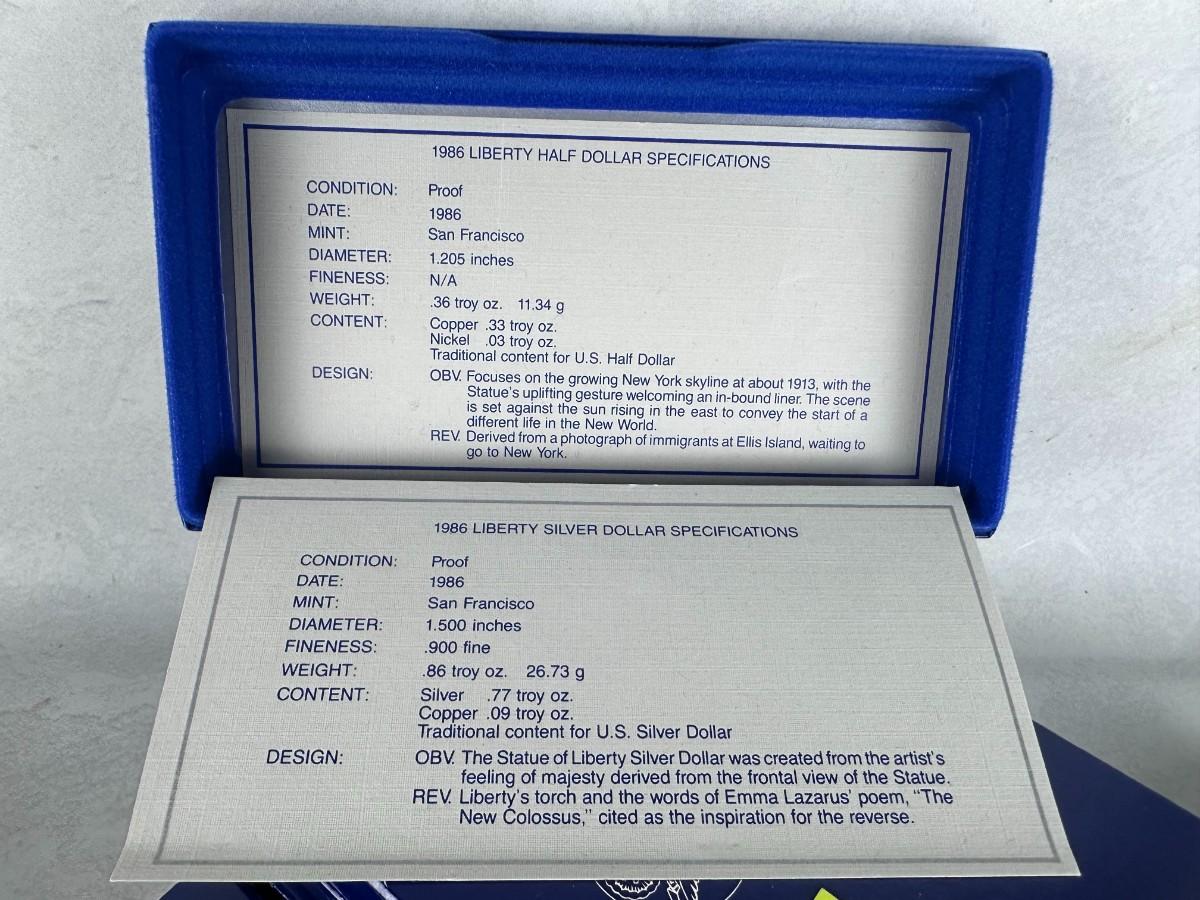 1986 LIBERTY HALF DOLLAR SPECIFICATIONS
CONDITION: Proof
DATE: 1986
MINT: San Francisco
DIAMETER: 1.205 inches
FINENESS: N/A
WEIGHT: .36 troy oz. 11.34 g
CONTENT: Copper .33 troy oz.
Nickel .03 troy oz.
Traditional content for U.S. Half Dollar
DESIGN: OBV. Focuses on the growing New York skyline at about 1913, with the
Statue's uplifting gesture welcoming an in-bound liner. The scene
is set against the sun rising in the east to convey the start of a
different life in the New World.
REV. Derived from a photograph of immigrants at Ellis Island, waiting to
go to New York.
1986 LIBERTY SILVER DOLLAR SPECIFICATIONS
CONDITION: Proof
DATE: 1986
MINT: San Francisco
DIAMETER: 1.500 inches
FINENESS: .900 fine
WEIGHT: .86 troy oz. 26.73 g
CONTENT: Silver .77 troy oz.
Copper .09 troy oz.
Traditional content for U.S. Silver Dollar
DESIGN: OBV. The Statue of Liberty Silver Dollar was created from the artist's
feeling of majesty derived from the frontal view of the Statue.
REV. Liberty's torch and the words of Emma Lazarus' poem, "The
New Colossus," cited as the inspiration for the reverse.